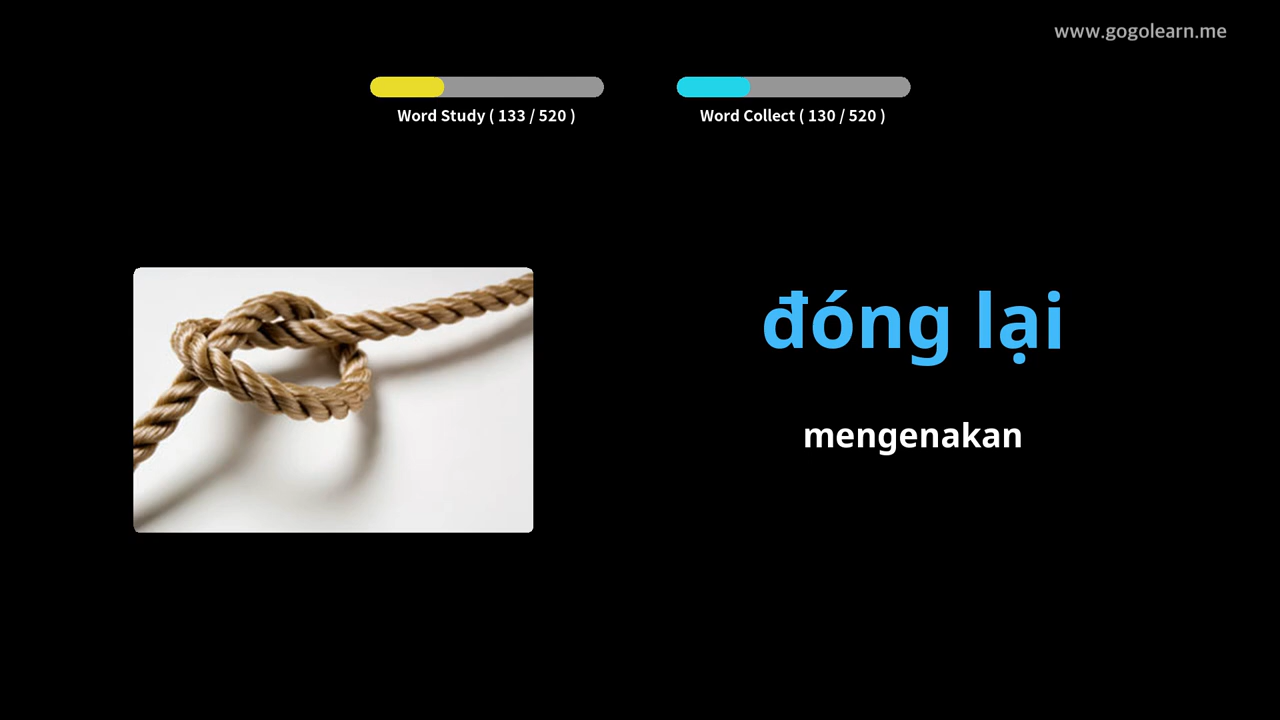 www.gogolearn.me
Word Study ( 133 / 520 )
Word Collect ( 130 / 520 )
đóng lại
mengenakan